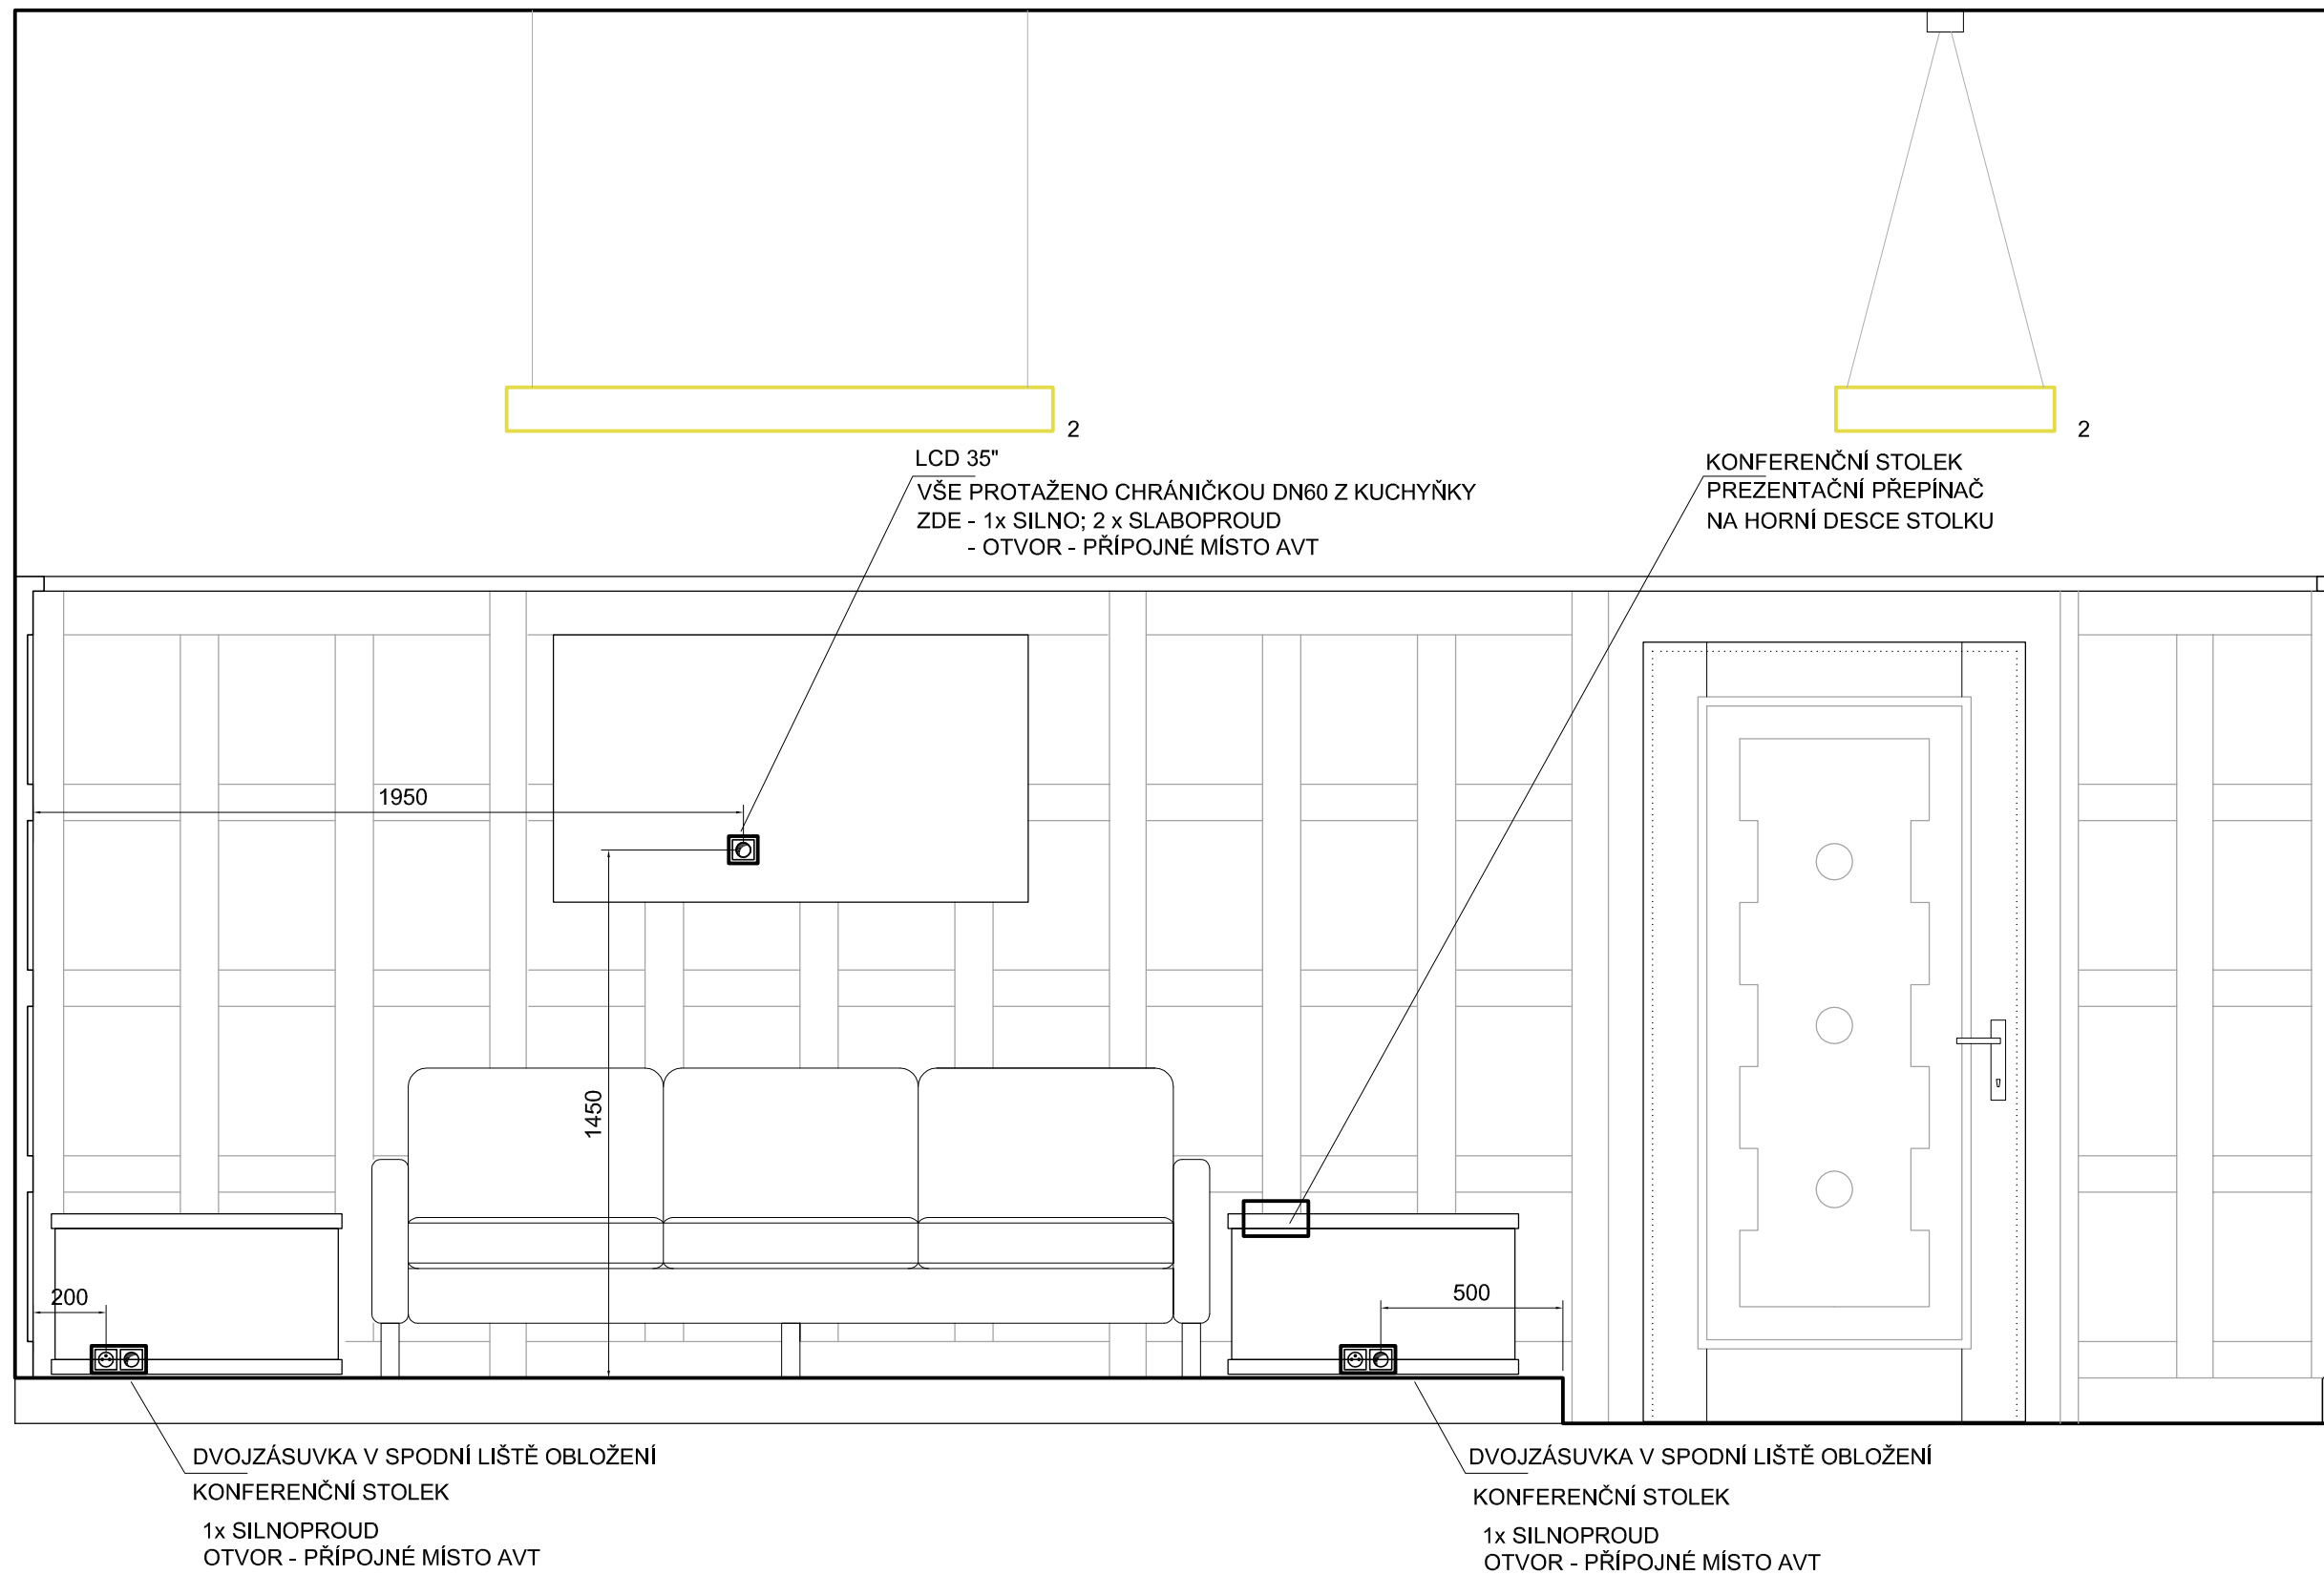 2
2
LCD 35"
VŠE PROTAŽENO CHRÁNIČKOU DN60 Z KUCHYŇKY
ZDE - 1x SILNO; 2 x SLABOPROUD
- OTVOR - PŘÍPOJNÉ MÍSTO AVT
KONFERENČNÍ STOLEK
PREZENTAČNÍ PŘEPÍNAČ
NA HORNÍ DESCE STOLKU
1950
1450
200
500
DVOJZÁSUVKA V SPODNÍ LIŠTĚ OBLOŽENÍ
KONFERENČNÍ STOLEK
1x SILNOPROUD
OTVOR - PŘÍPOJNÉ MÍSTO AVT
DVOJZÁSUVKA V SPODNÍ LIŠTĚ OBLOŽENÍ
KONFERENČNÍ STOLEK
1x SILNOPROUD
OTVOR - PŘÍPOJNÉ MÍSTO AVT